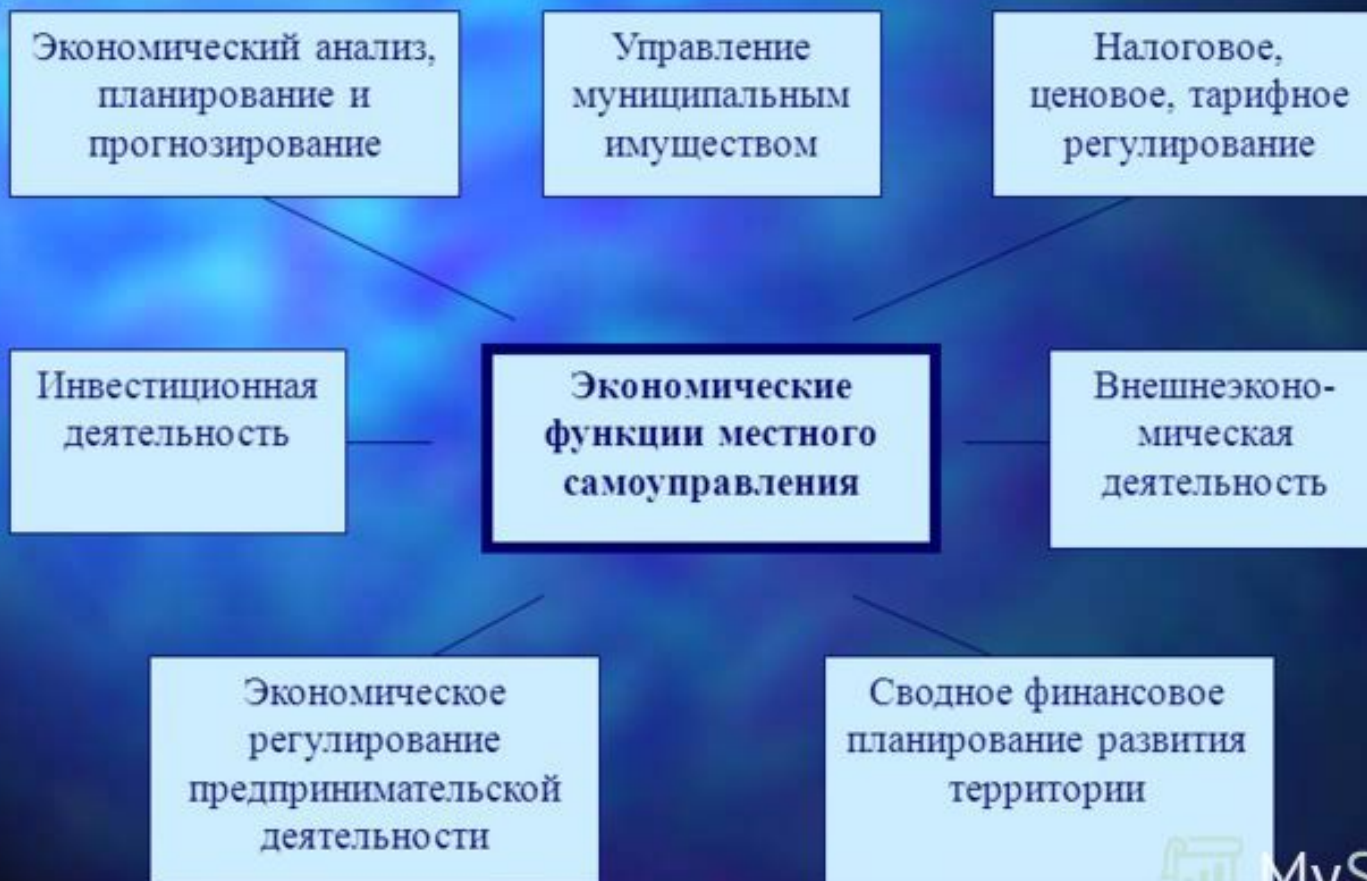 Экономический анализ,
планирование и
прогнозирование
Управление
муниципальным
имуществом
Налоговое,
ценовое, тарифное
регулирование
Инвестиционная
деятельность
Экономические
функции местного
самоуправления
Внешнеэконо-
мическая
деятельность
Экономическое
регулирование
предпринимательской
деятельности
Сводное финансовое
планирование развития
территории
MyS